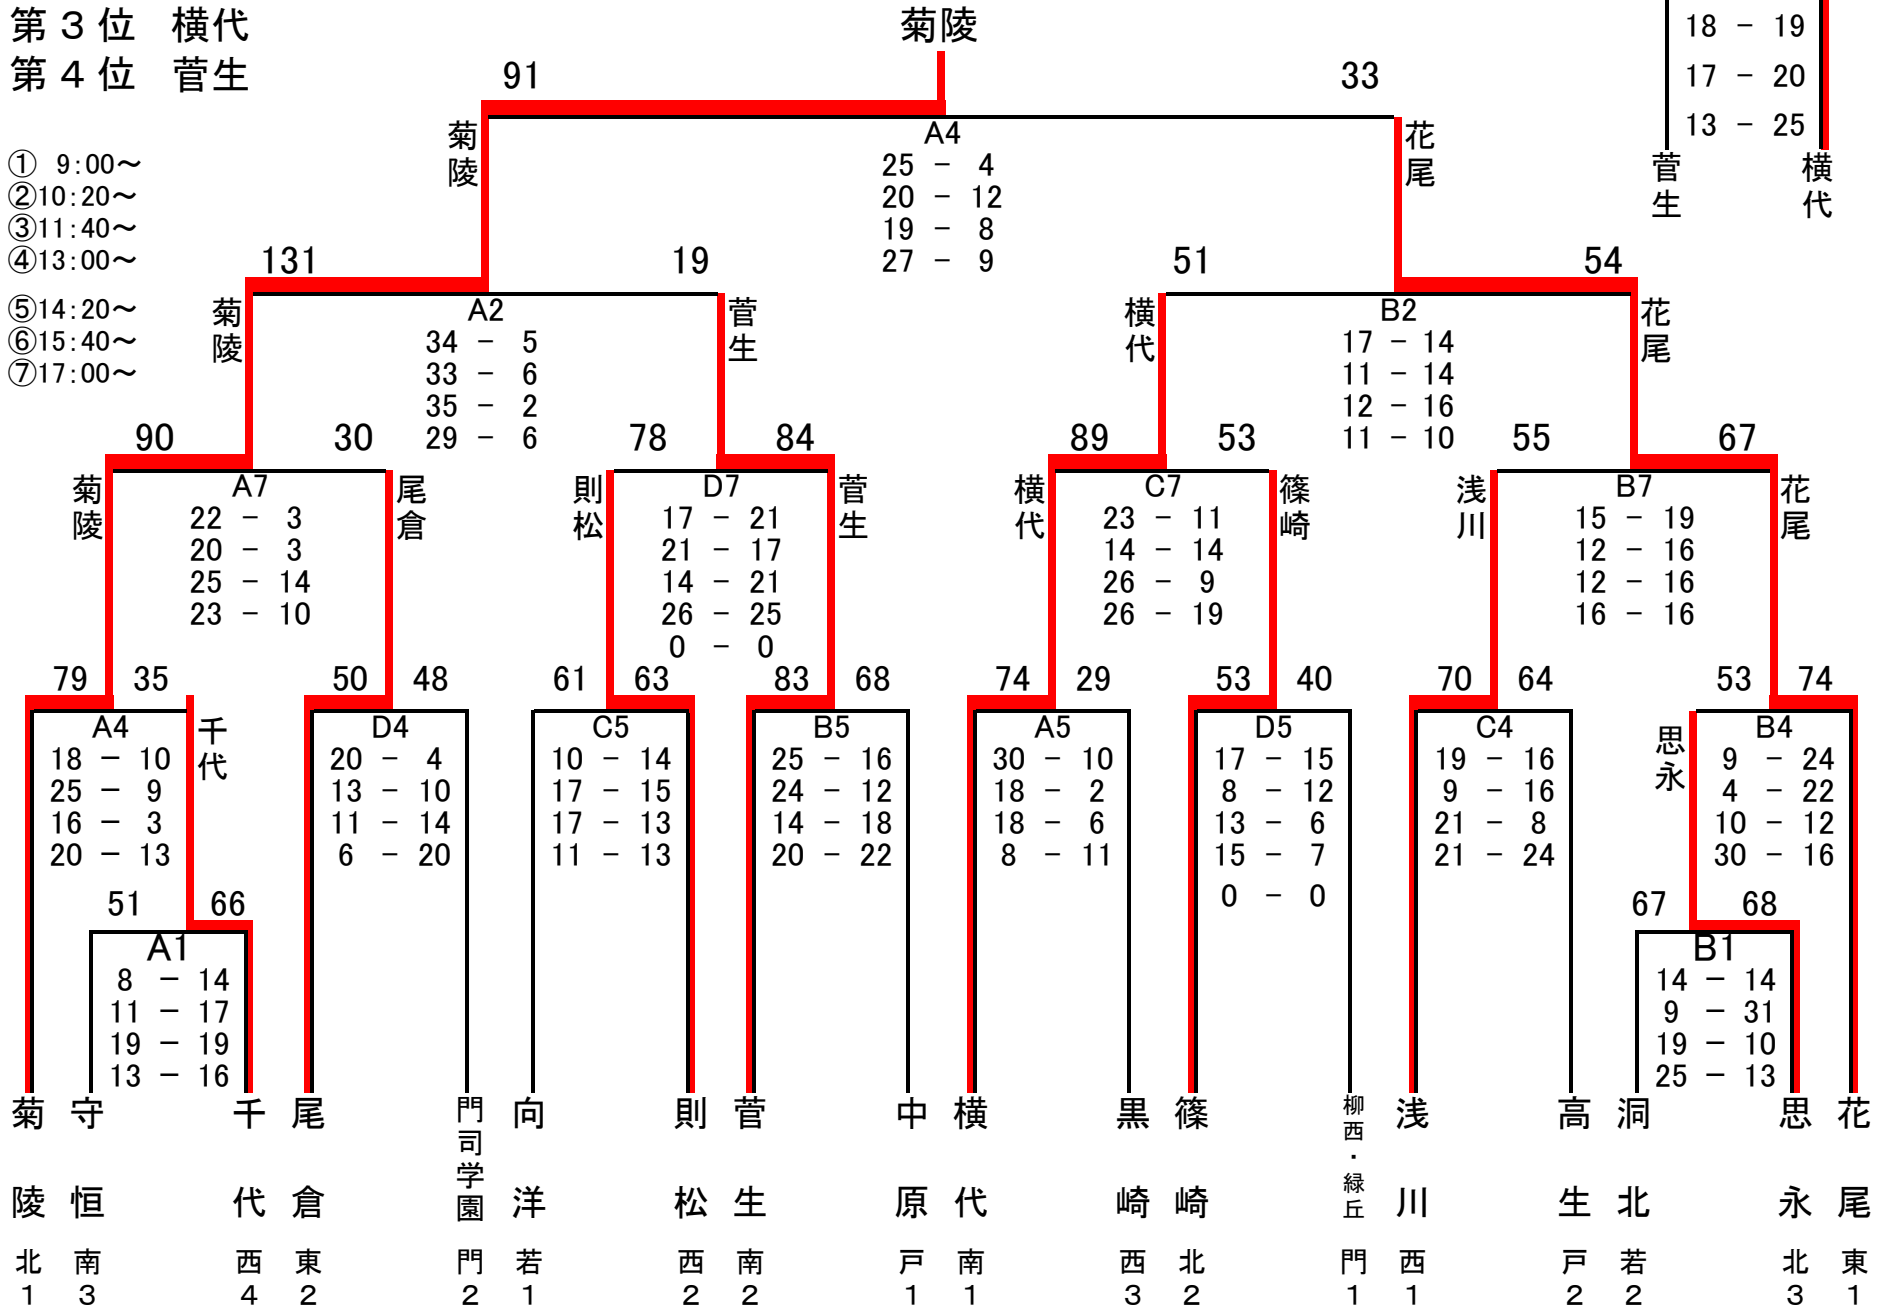 第３位　横代
第４位　菅生
菊陵
18 － 19
17 － 20
13 － 25
菅生
横代
91
33
菊陵
A4
花尾
25 － 4
20 － 12
19 － 8
27 － 9
① 9:00～
②10:20～
③11:40～
④13:00～
⑤14:20～
⑥15:40～
⑦17:00～
131
19
51
54
菊陵
A2
菅生
34 － 5
33 － 6
35 － 2
29 － 6
横代
B2
花尾
17 － 14
11 － 14
12 － 16
11 － 10
90
30
78
84
89
53
55
67
菊陵
A7
尾倉
22 － 3
20 － 3
25 － 14
23 － 10
則松
D7
菅生
17 － 21
21 － 17
14 － 21
26 － 25
0 － 0
横代
C7
篠崎
23 － 11
14 － 14
26 － 9
26 － 19
浅川
B7
花尾
15 － 19
12 － 16
12 － 16
16 － 16
79
35
50
48
61
63
83
68
74
29
53
40
70
64
53
74
A4
千代
18 － 10
25 － 9
16 － 3
20 － 13
D4
20 － 4
13 － 10
11 － 14
6 － 20
C5
10 － 14
17 － 15
17 － 13
11 － 13
B5
25 － 16
24 － 12
14 － 18
20 － 22
A5
30 － 10
18 － 2
18 － 6
8 － 11
D5
17 － 15
8 － 12
13 － 6
15 － 7
0 － 0
C4
19 － 16
9 － 16
21 － 8
21 － 24
思永
B4
9 － 24
4 － 22
10 － 12
30 － 16
51
66
A1
8 － 14
11 － 17
19 － 19
13 － 16
67
68
B1
14 － 14
9 － 31
19 － 10
25 － 13
菊陵
北1
守恒
南3
千代
西4
尾倉
東2
門司学園
門2
向洋
若1
則松
西2
菅生
南2
中原
戸1
横代
南1
黒崎
西3
篠崎
北2
柳西・緑丘
門1
浅川
西1
高生
戸2
洞北
若2
思永
北3
花尾
東1